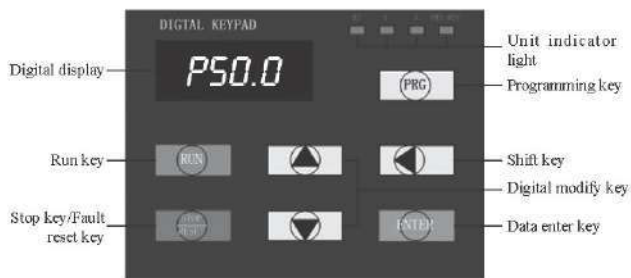 DIGTAL KEYPAD
Unit indicator
light
Digital display
P50.0
PRG
Programming key
Run key
RUN
Shift key
Digital modify key
Stop key/Fault
reset key
ENTER
Data enter key